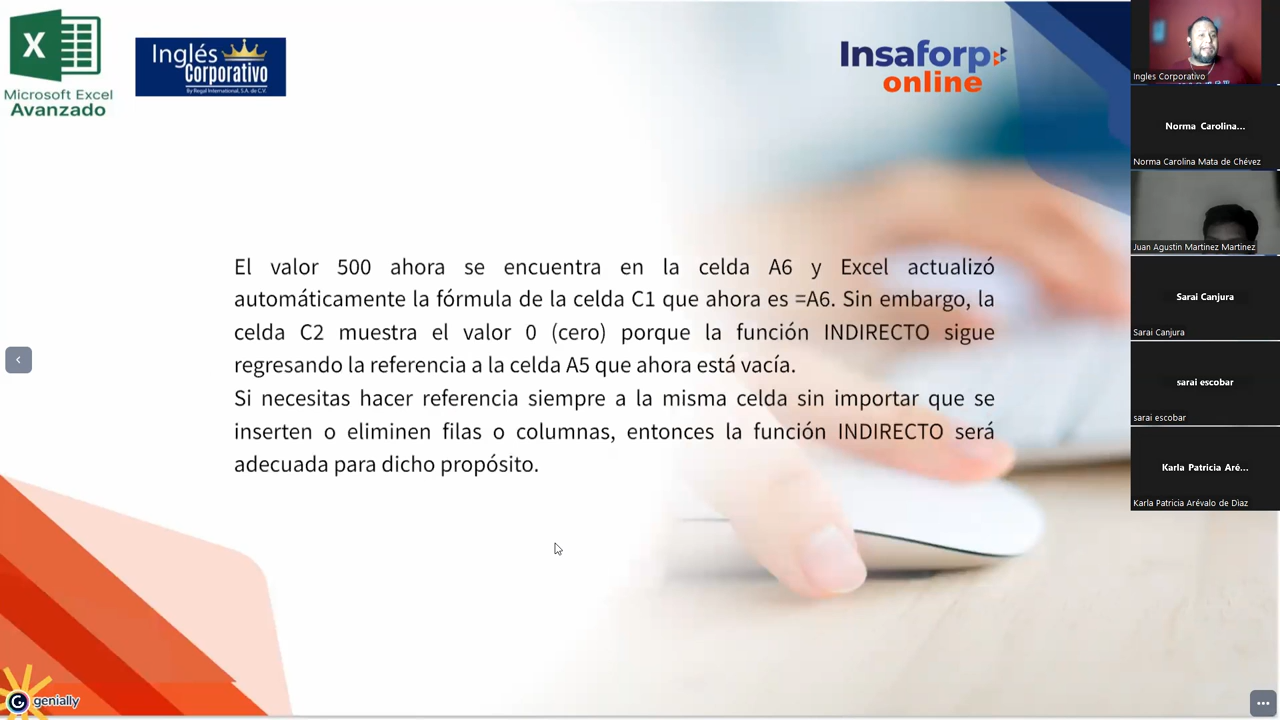 Microsoft Excel
Avanzado
Inglés
Corporativo
By Regal International, S.A. de C.V.
Insaforp
online
El valor 500 ahora se encuentra en la celda A6 y Excel actualizó
automáticamente la fórmula de la celda C1 que ahora es =A6. Sin embargo, la
celda C2 muestra el valor 0 (cero) porque la función INDIRECTO sigue
regresando la referencia a la celda A5 que ahora está vacía.
Si necesitas hacer referencia siempre a la misma celda sin importar que se
inserten o eliminen filas o columnas, entonces la función INDIRECTO será
adecuada para dicho propósito.
genially
Ingles Corporativo
Norma Carolina...
Norma Carolina Mata de Chévez
Juan Agustin Martinez Martinez
Sarai Canjura
Sarai Canjura
sarai escobar
sarai escobar
Karla Patricia Aré...
Karla Patricia Arévalo de Dìaz